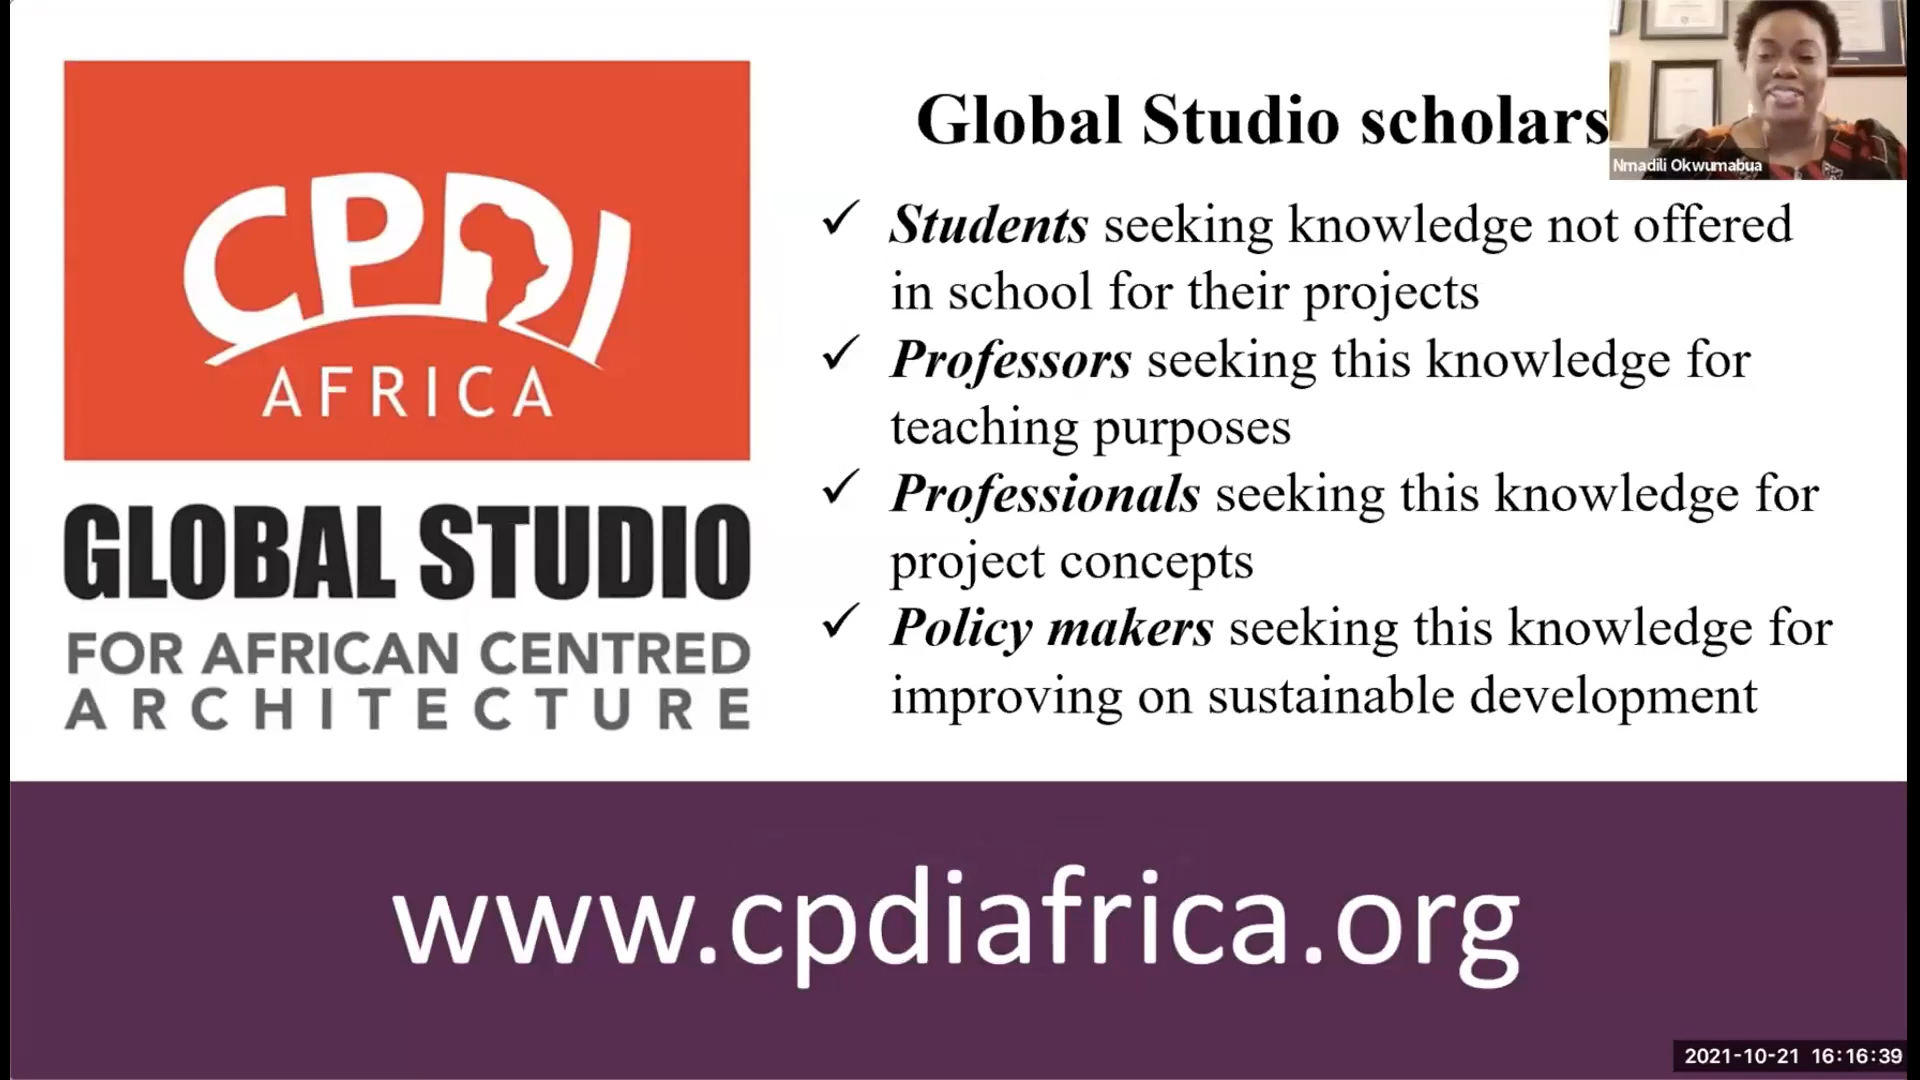 CPDI
AFRICA
GLOBAL STUDIO
FOR AFRICAN CENTRED
ARCHITECTURE
Global Studio scholars
✓ Students seeking knowledge not offered
in school for their projects
✓ Professors seeking this knowledge for
teaching purposes
✓ Professionals seeking this knowledge for
project concepts
✓ Policy makers seeking this knowledge for
improving on sustainable development
Nmadili Okwumabua
www.cpdiafrica.org
2021-10-21 16:16:39